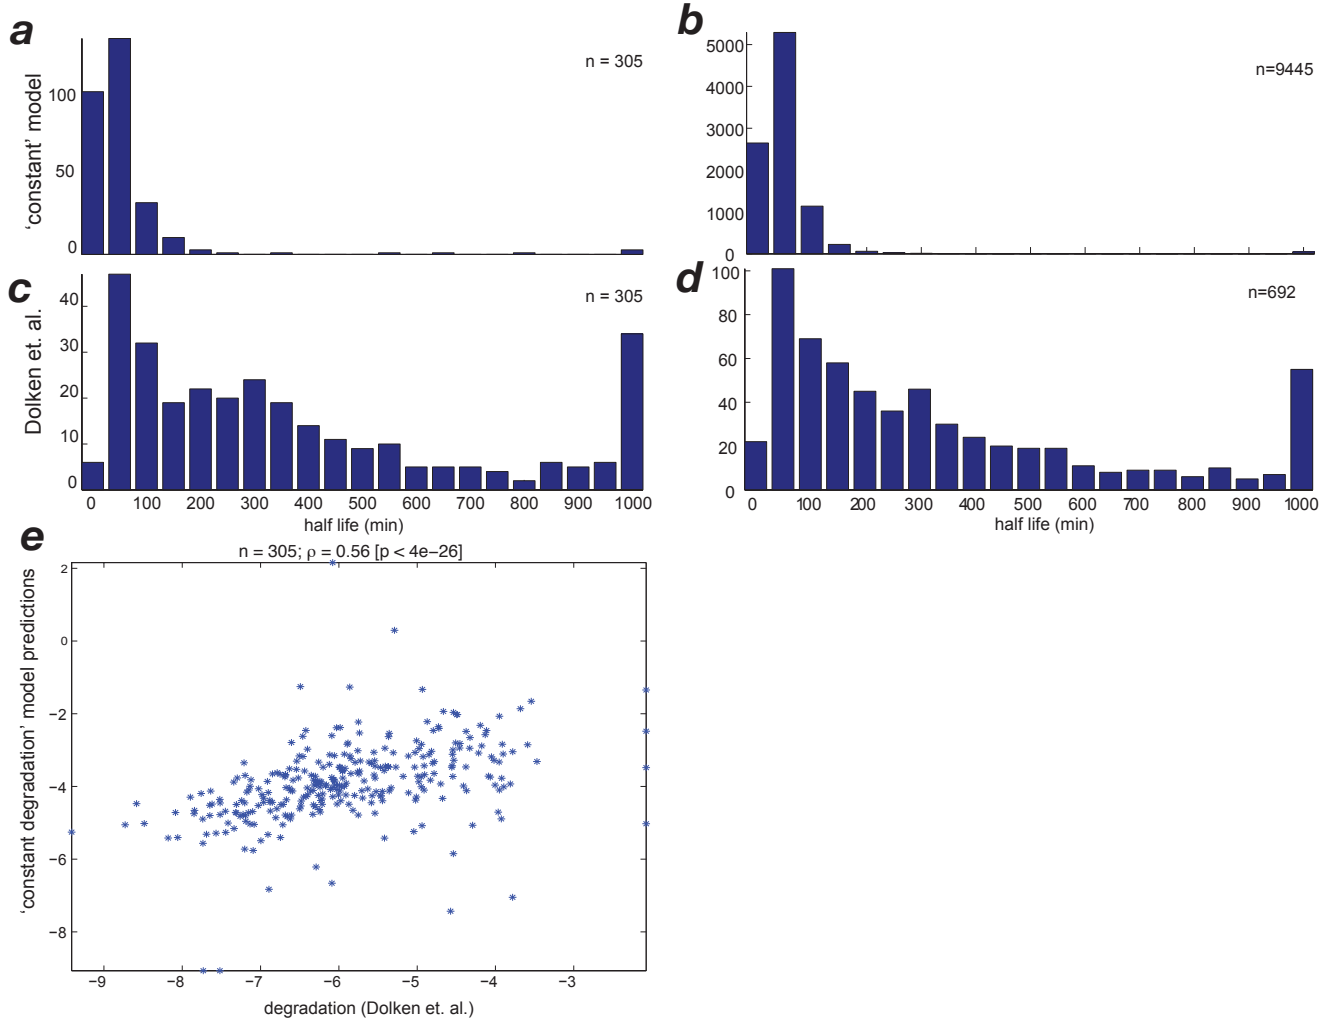 a
n = 305
'constant' model
100
50
0
b
n=9445
5000
4000
3000
2000
1000
0
c
n = 305
Dolken et. al.
40
30
20
10
0
0 100 200 300 400 500 600 700 800 900 1000
half life (min)
d
n=692
100
80
60
40
20
0
0 100 200 300 400 500 600 700 800 900 1000
half life (min)
e
n = 305; ρ = 0.56 [p < 4e−26]
'constant degradation' model predictions
2
0
−2
−4
−6
−8
−9 −8 −7 −6 −5 −4 −3
degradation (Dolken et. al.)